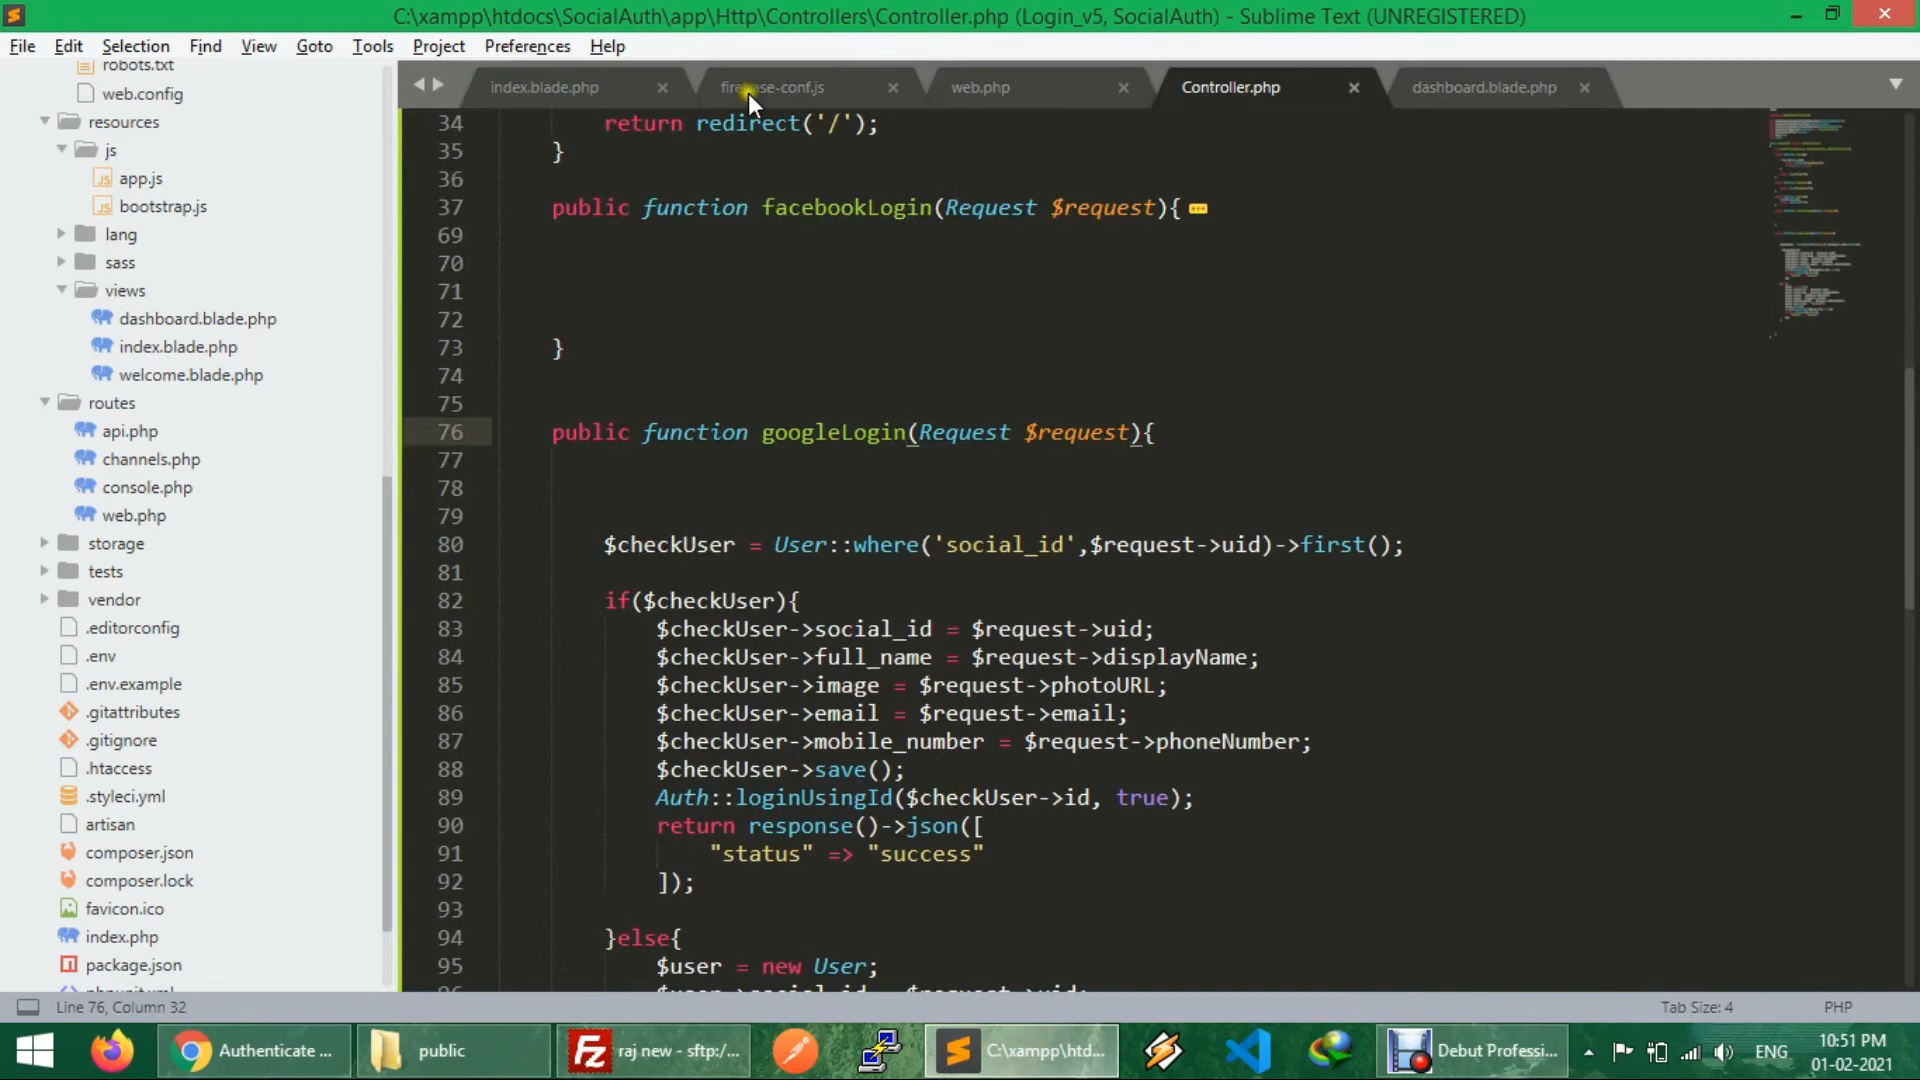 C:\xampp\htdocs\SocialAuth\app\Http\Controllers\Controller.php (Login_v5, SocialAuth) - Sublime Text (UNREGISTERED)
File Edit Selection Find View Goto Tools Project Preferences Help
robots.txt
web.config
resources
js
app.js
bootstrap.js
lang
sass
views
dashboard.blade.php
index.blade.php
welcome.blade.php
routes
api.php
channels.php
console.php
web.php
storage
tests
vendor
.editorconfig
.env
.env.example
.gitattributes
.gitignore
.htaccess
.styleci.yml
artisan
composer.json
composer.lock
favicon.ico
index.php
package.json
index.blade.php firebase-conf.js web.php Controller.php dashboard.blade.php
34 return redirect('/');
35 }
36
37 public function facebookLogin(Request $request){
69
70
71
72
73 }
74
75
76 public function googleLogin(Request $request){
77
78
79
80 $checkUser = User::where('social_id',$request->uid)->first();
81
82 if($checkUser){
83 $checkUser->social_id = $request->uid;
84 $checkUser->full_name = $request->displayName;
85 $checkUser->image = $request->photoURL;
86 $checkUser->email = $request->email;
87 $checkUser->mobile_number = $request->phoneNumber;
88 $checkUser->save();
89 Auth::loginUsingId($checkUser->id, true);
90 return response()->json([
91 "status" => "success"
92 ]);
93
94 }else{
95 $user = new User;
Line 76, Column 32
Tab Size: 4
PHP
Authenticate ...
public
raj new - sftp:/...
C:\xampp\htd...
Debut Professi...
ENG
10:51 PM
01-02-2021